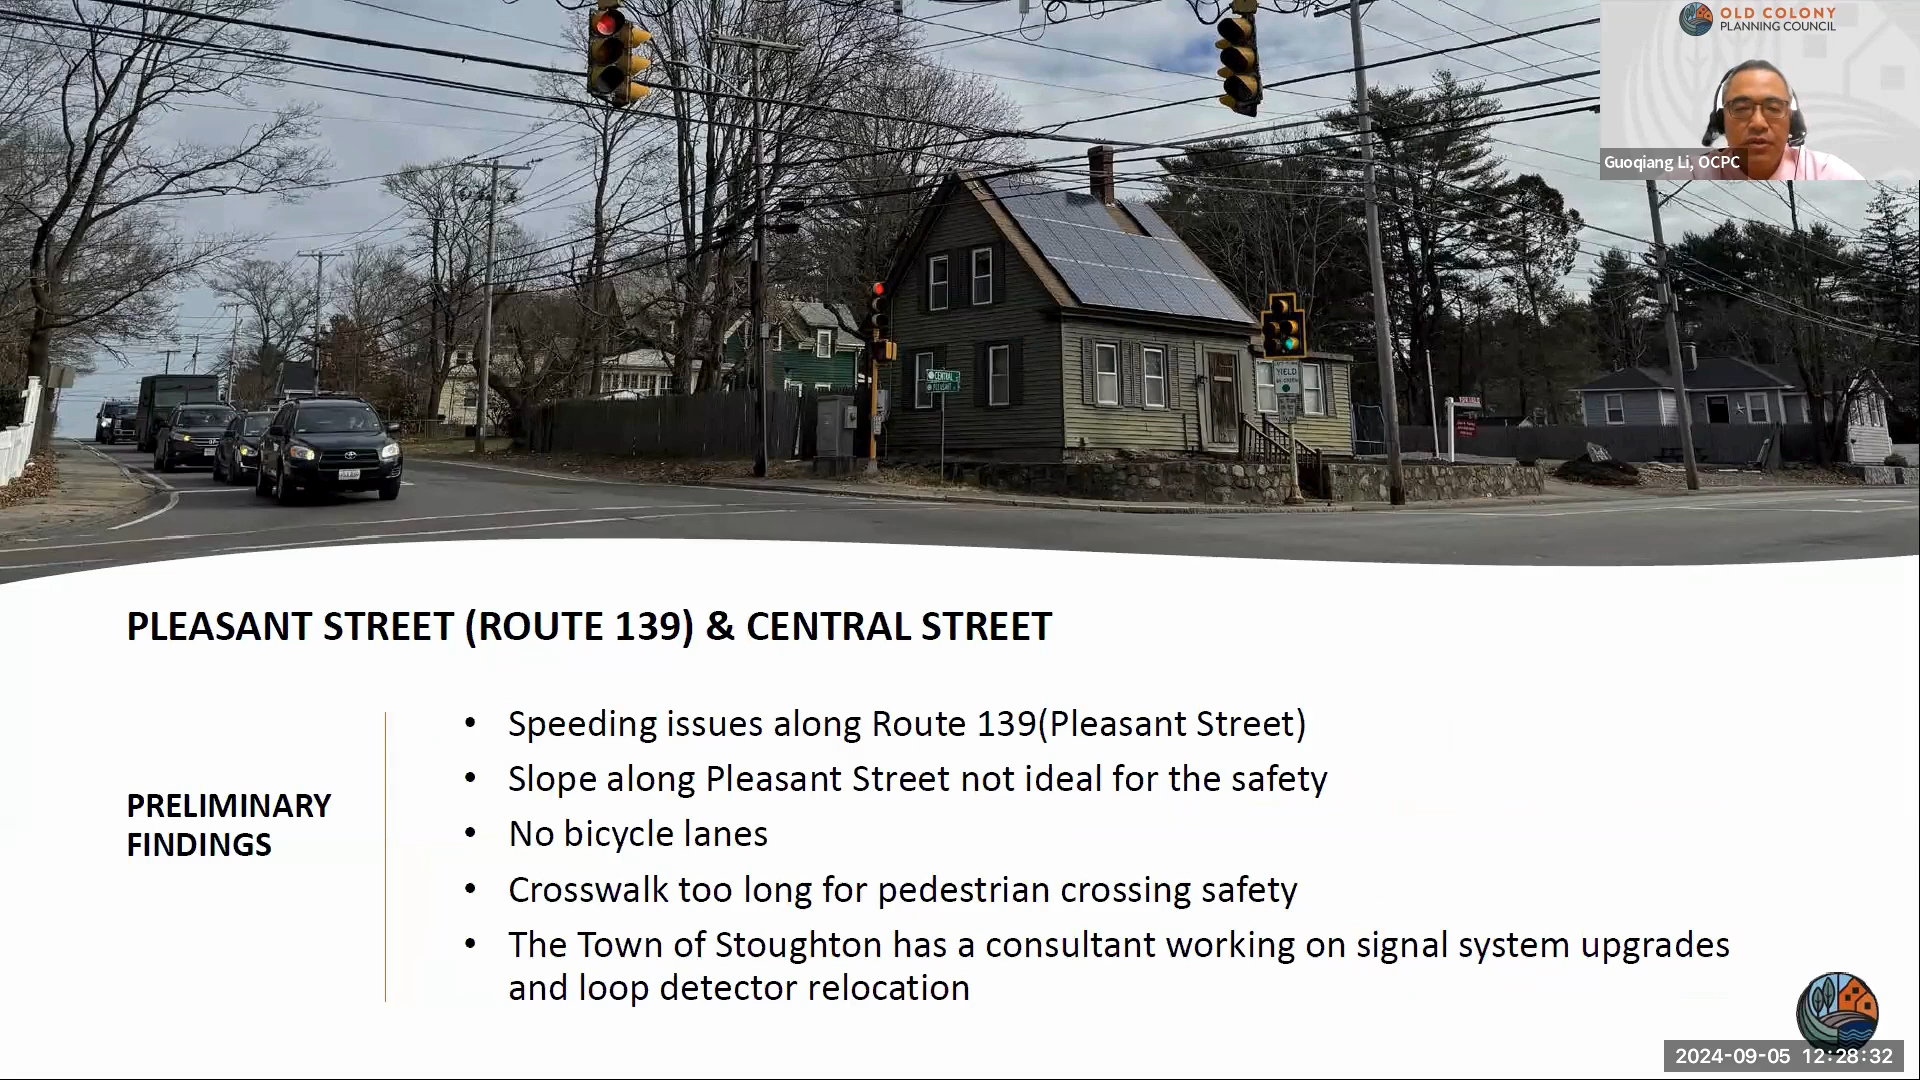 OLD COLONY
PLANNING COUNCIL
Guoqiang Li, OCPC
CENTRAL
PLEASANT
YIELD
PLEASANT STREET (ROUTE 139) & CENTRAL STREET
PRELIMINARY
FINDINGS
• Speeding issues along Route 139(Pleasant Street)
• Slope along Pleasant Street not ideal for the safety
• No bicycle lanes
• Crosswalk too long for pedestrian crossing safety
• The Town of Stoughton has a consultant working on signal system upgrades
and loop detector relocation
2024-09-05 12:28:32